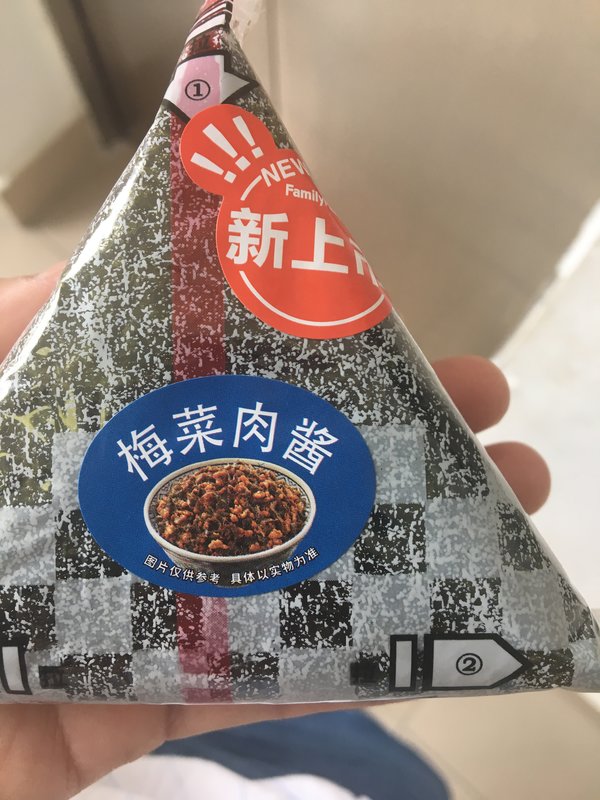 ①
NEW
Family
新上市
梅菜肉酱
图片仅供参考 具体以实物为准
②